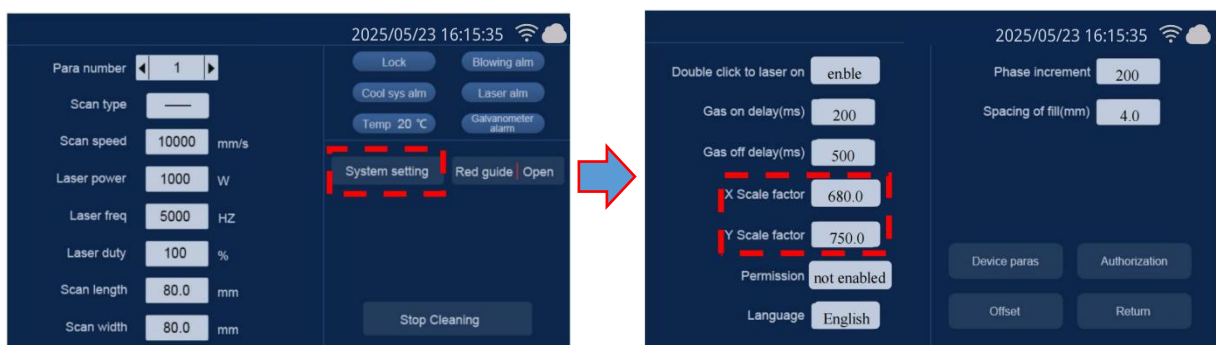 2025/05/23 16:15:35
Para number 1
Scan type
Scan speed 10000 mm/s
Laser power 1000 W
Laser freq 5000 HZ
Laser duty 100 %
Scan length 80.0 mm
Scan width 80.0 mm
Lock Blowing alm
Cool sys alm Laser alm
Temp 20 ℃ Galvanometer
alarm
System setting Red guide Open
Stop Cleaning
2025/05/23 16:15:35
Double click to laser on enble
Gas on delay(ms) 200
Gas off delay(ms) 500
X Scale factor 680.0
Y Scale factor 750.0
Permission not enabled
Language English
Phase increment 200
Spacing of fill(mm) 4.0
Device paras Authorization
Offset Return